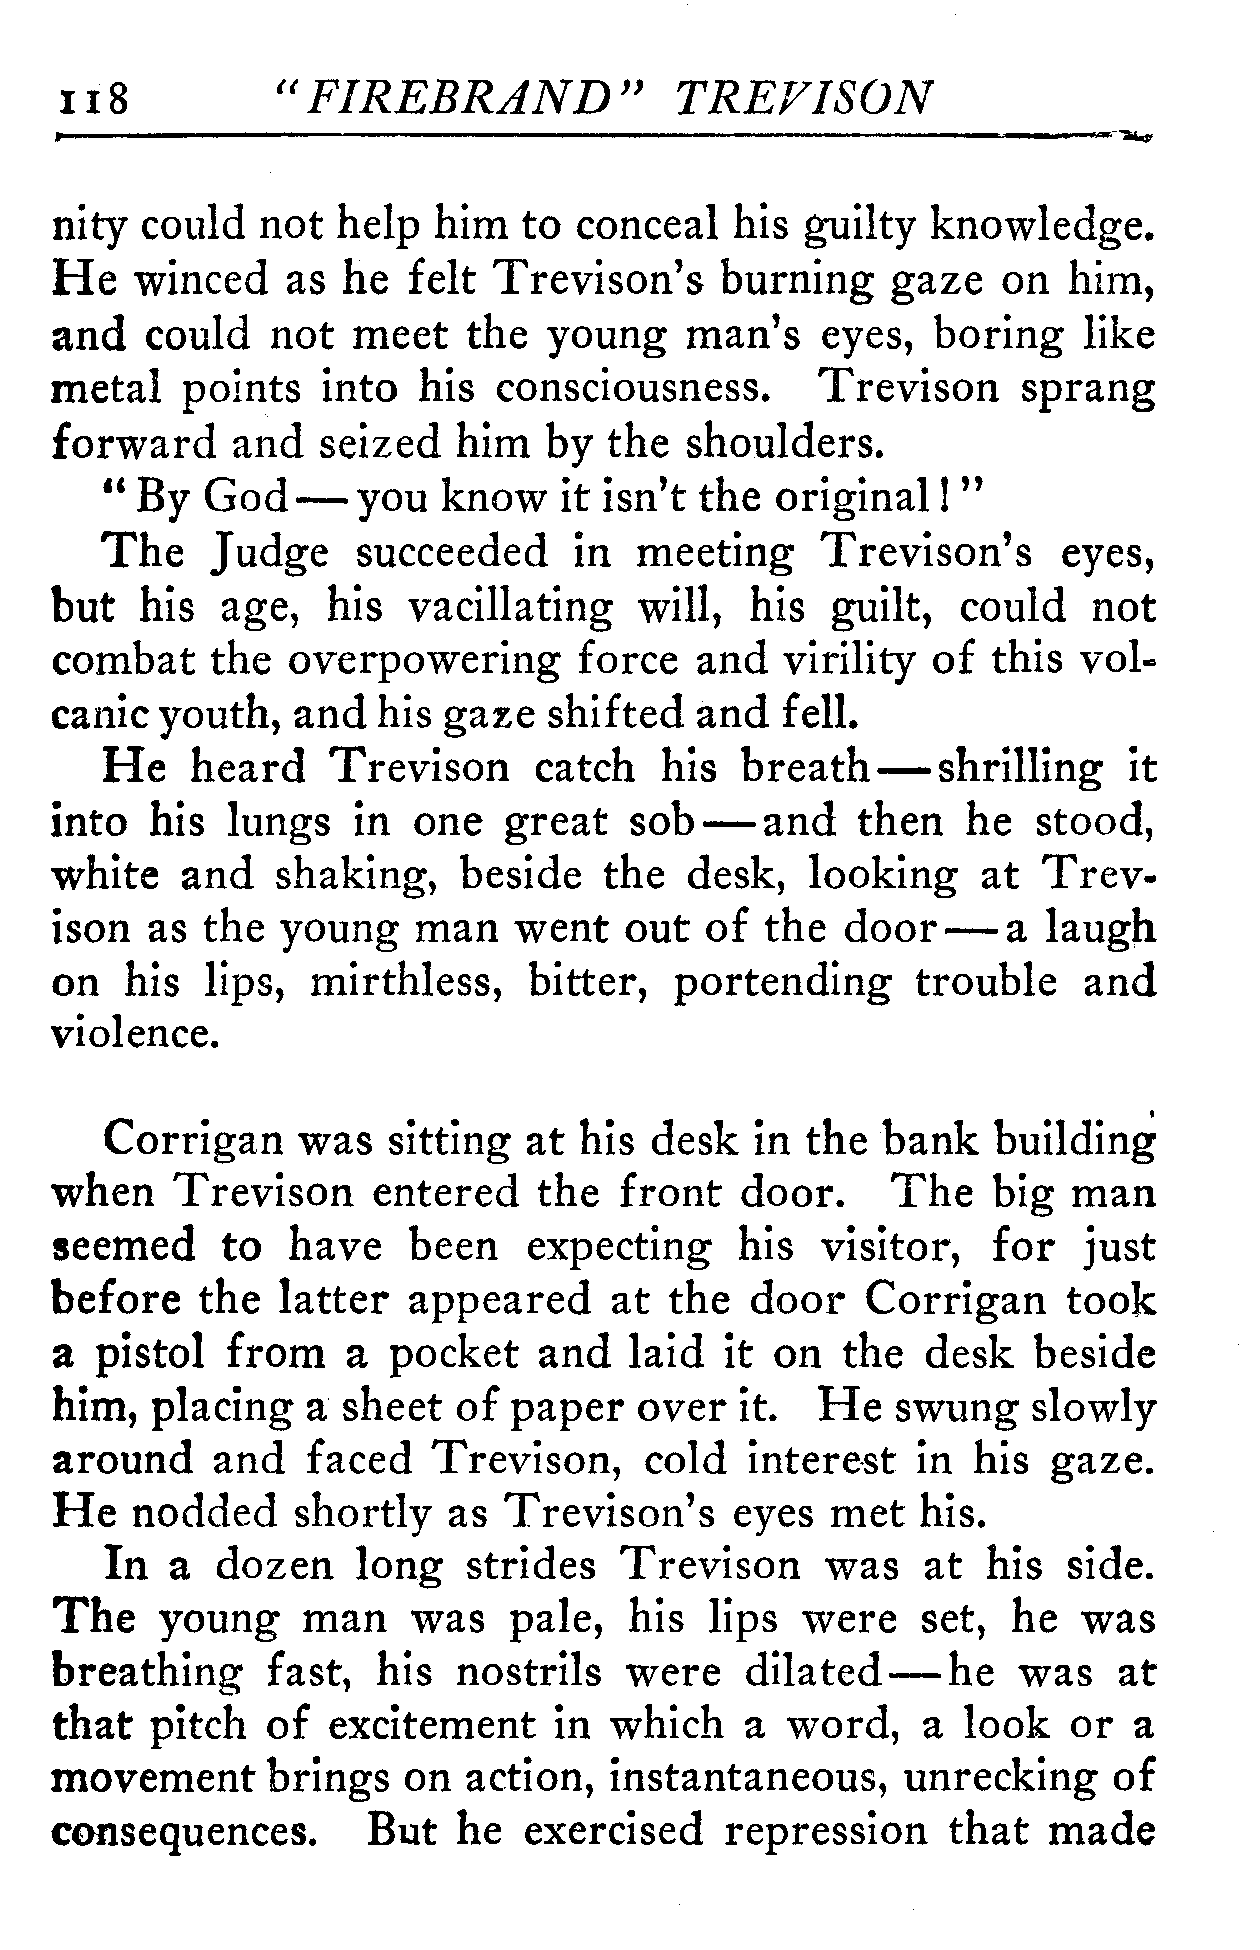 118 "FIREBRAND" TREVISON
nity could not help him to conceal his guilty knowledge.
He winced as he felt Trevison's burning gaze on him,
and could not meet the young man's eyes, boring like
metal points into his consciousness. Trevison sprang
forward and seized him by the shoulders.
"By God—you know it isn't the original!"
The Judge succeeded in meeting Trevison's eyes,
but his age, his vacillating will, his guilt, could not
combat the overpowering force and virility of this vol-
canic youth, and his gaze shifted and fell.
He heard Trevison catch his breath—shrilling it
into his lungs in one great sob—and then he stood,
white and shaking, beside the desk, looking at Trev-
ison as the young man went out of the door—a laugh
on his lips, mirthless, bitter, portending trouble and
violence.
Corrigan was sitting at his desk in the bank building
when Trevison entered the front door. The big man
seemed to have been expecting his visitor, for just
before the latter appeared at the door Corrigan took
a pistol from a pocket and laid it on the desk beside
him, placing a sheet of paper over it. He swung slowly
around and faced Trevison, cold interest in his gaze.
He nodded shortly as Trevison's eyes met his.
In a dozen long strides Trevison was at his side.
The young man was pale, his lips were set, he was
breathing fast, his nostrils were dilated—he was at
that pitch of excitement in which a word, a look or a
movement brings on action, instantaneous, unrecking of
consequences. But he exercised repression that made